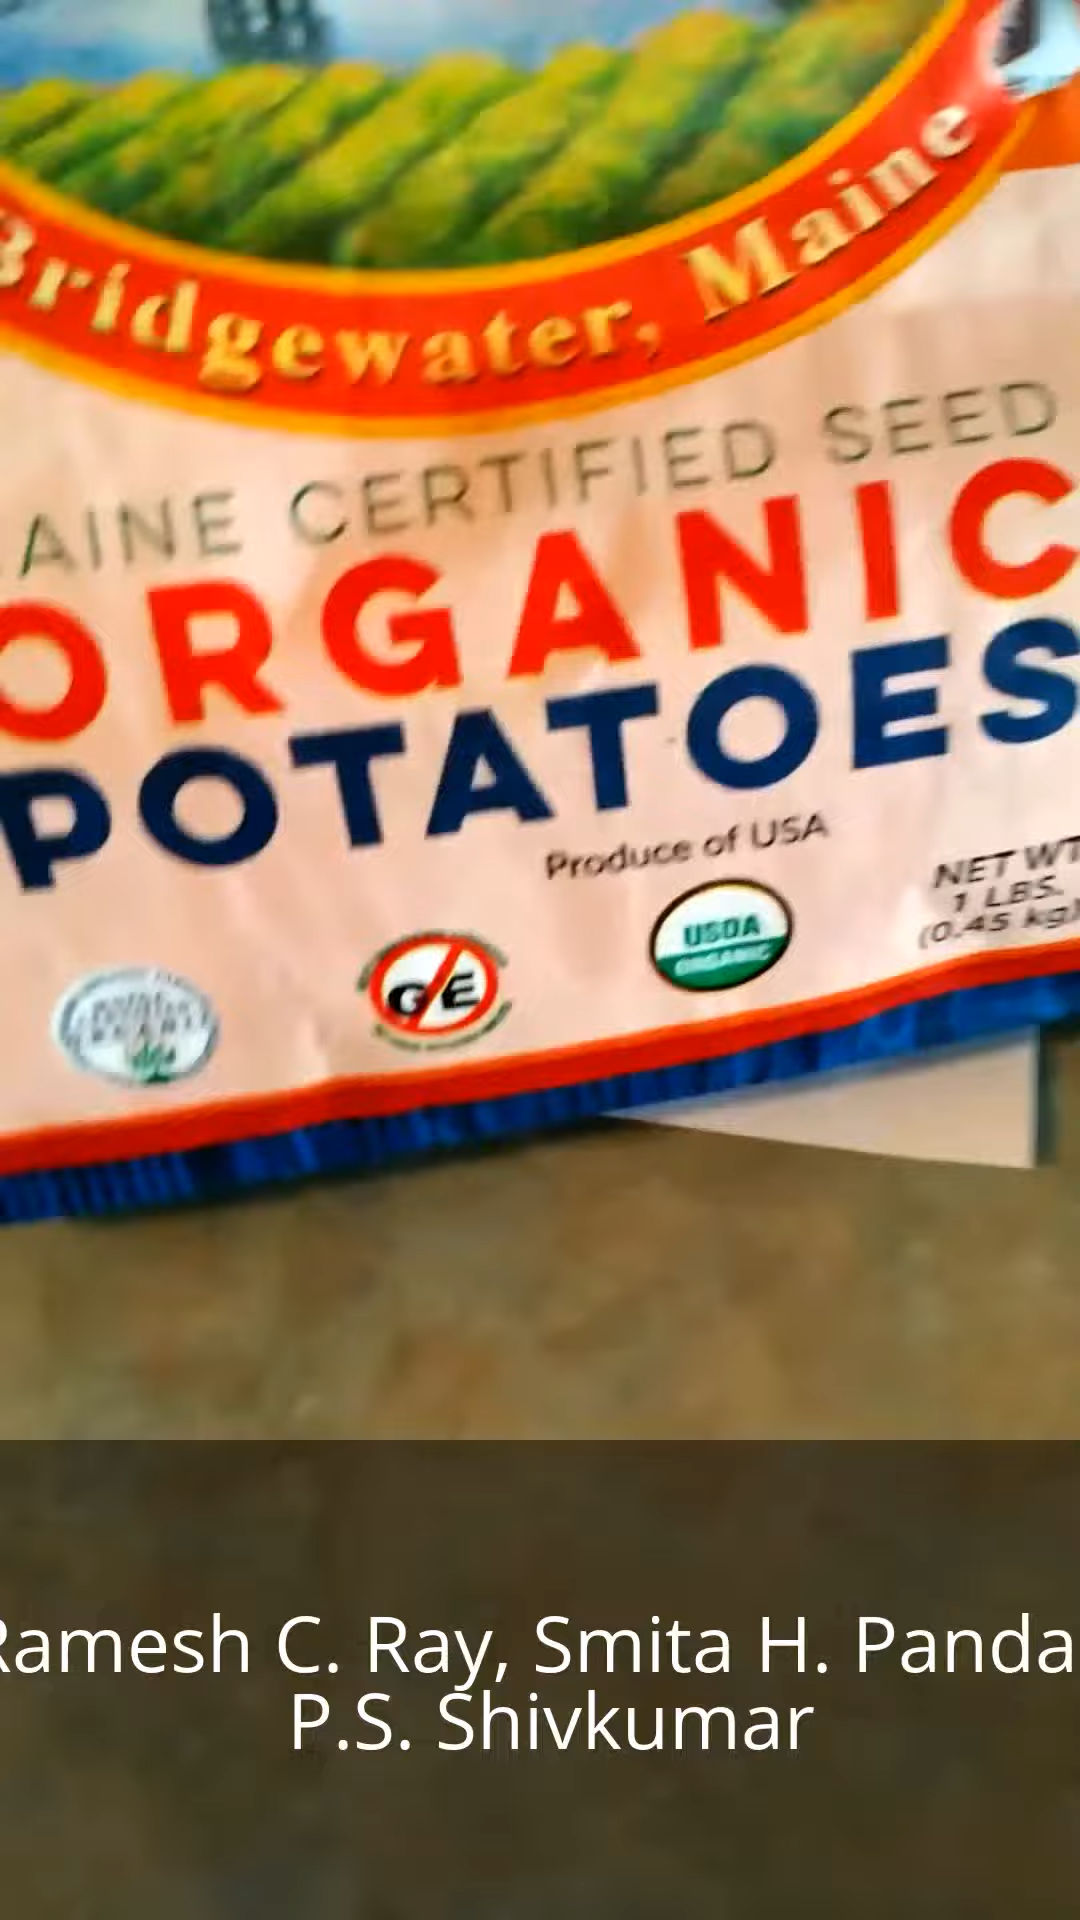 Bridgewater, Maine
AINE CERTIFIED SEED
ORGANIC
POTATOES
Produce of USA
NET WT
1 LBS.
(0.45 kg)
USDA
ORGANIC
GE
Ramesh C. Ray, Smita H. Panda
P.S. Shivkumar